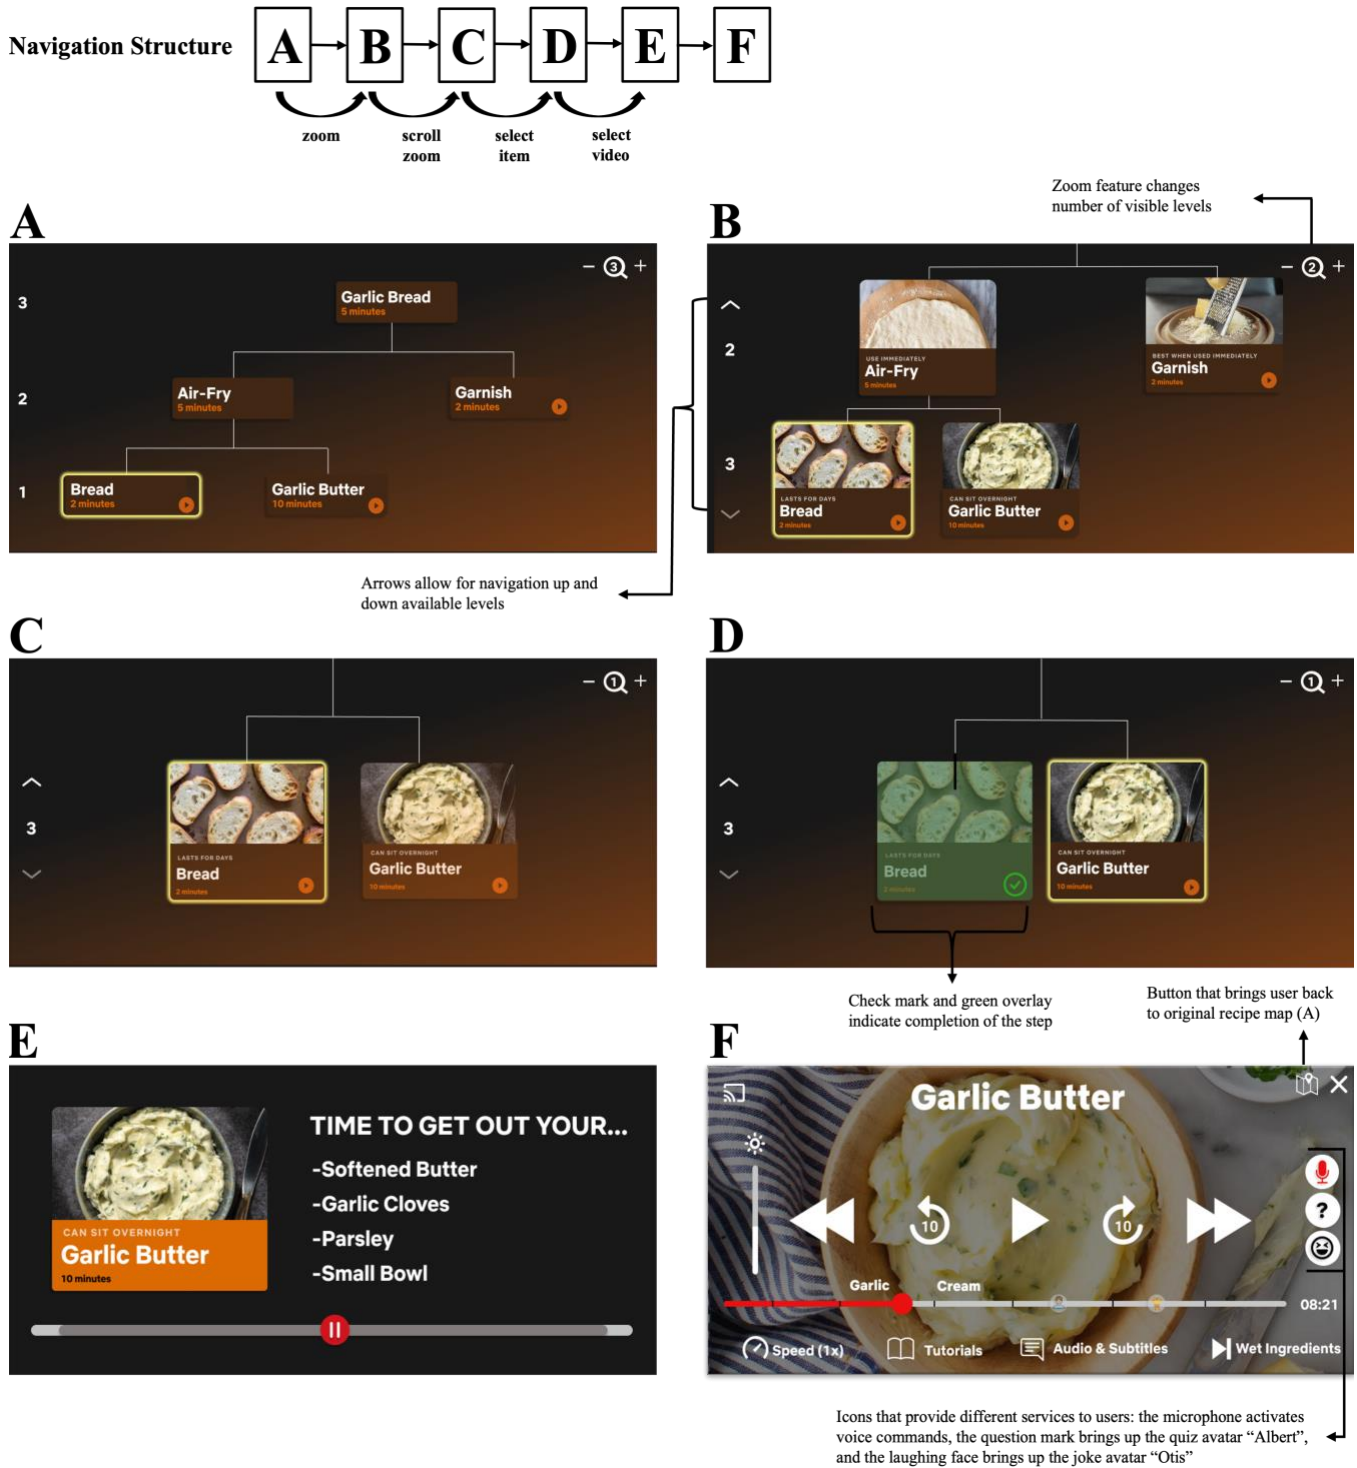 Navigation Structure
A B C D E F
zoom
scroll
zoom
select
item
select
video
Zoom feature changes
number of visible levels
A
3
3
Garlic Bread
5 minutes
2
Air-Fry
5 minutes
Garnish
2 minutes
1
Bread
2 minutes
Garlic Butter
10 minutes
B
2
2
USE IMMEDIATELY
Air-Fry
5 minutes
BEST WHEN USED IMMEDIATELY
Garnish
2 minutes
3
LASTS FOR DAYS
Bread
2 minutes
CAN SIT OVERNIGHT
Garlic Butter
10 minutes
Arrows allow for navigation up and
down available levels
C
1
3
LASTS FOR DAYS
Bread
2 minutes
CAN SIT OVERNIGHT
Garlic Butter
10 minutes
D
1
3
LASTS FOR DAYS
Bread
2 minutes
CAN SIT OVERNIGHT
Garlic Butter
10 minutes
Check mark and green overlay
indicate completion of the step
Button that brings user back
to original recipe map (A)
E
CAN SIT OVERNIGHT
Garlic Butter
10 minutes
TIME TO GET OUT YOUR...
-Softened Butter
-Garlic Cloves
-Parsley
-Small Bowl
F
Garlic Butter
10
10
?
Garlic Cream
08:21
Speed (1x)
Tutorials
Audio & Subtitles
Wet Ingredients
Icons that provide different services to users: the microphone activates
voice commands, the question mark brings up the quiz avatar “Albert”,
and the laughing face brings up the joke avatar “Otis”